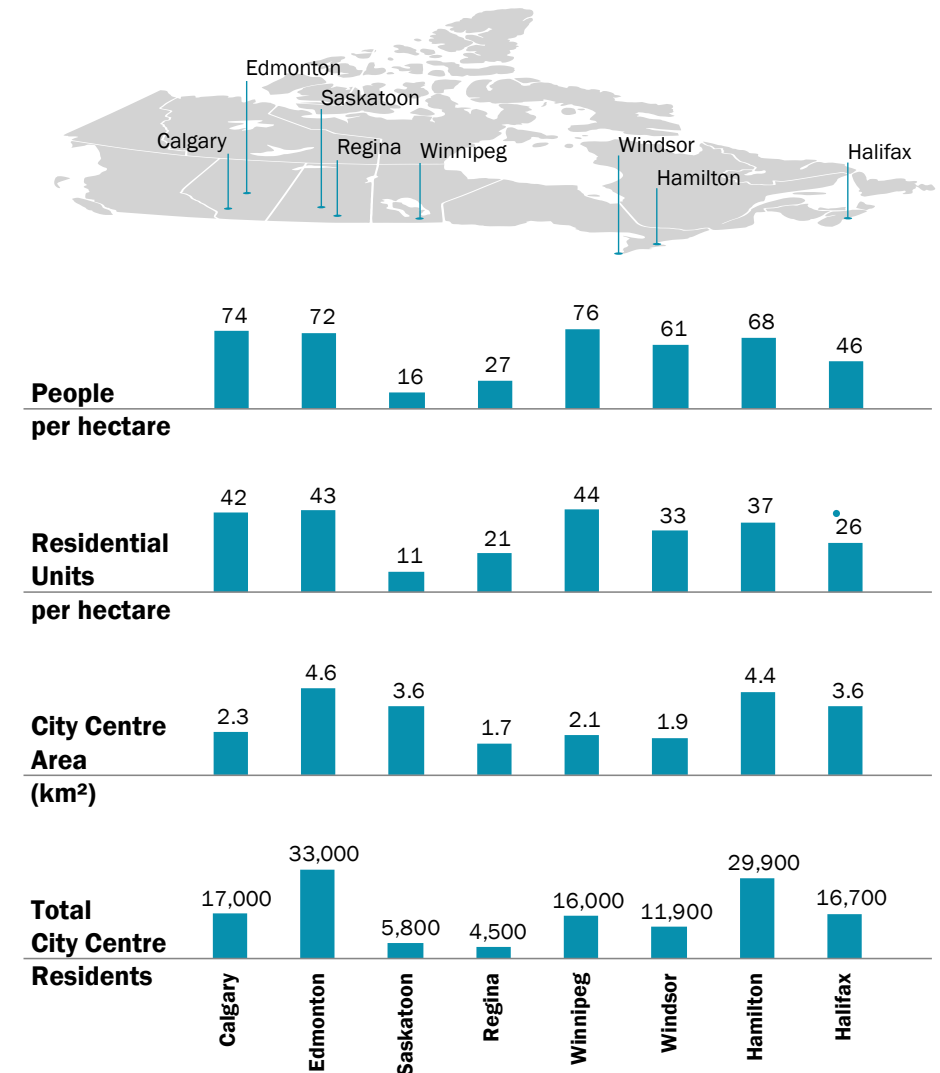 Edmonton
Saskatoon
Calgary
Regina
Winnipeg
Windsor
Hamilton
Halifax
74 72 16 27 76 61 68 46
People
per hectare
42 43 11 21 44 33 37 26
Residential
Units
per hectare
2.3 4.6 3.6 1.7 2.1 1.9 4.4 3.6
City Centre
Area
(km²)
17,000 33,000 5,800 4,500 16,000 11,900 29,900 16,700
Total
City Centre
Residents
Calgary
Edmonton
Saskatoon
Regina
Winnipeg
Windsor
Hamilton
Halifax